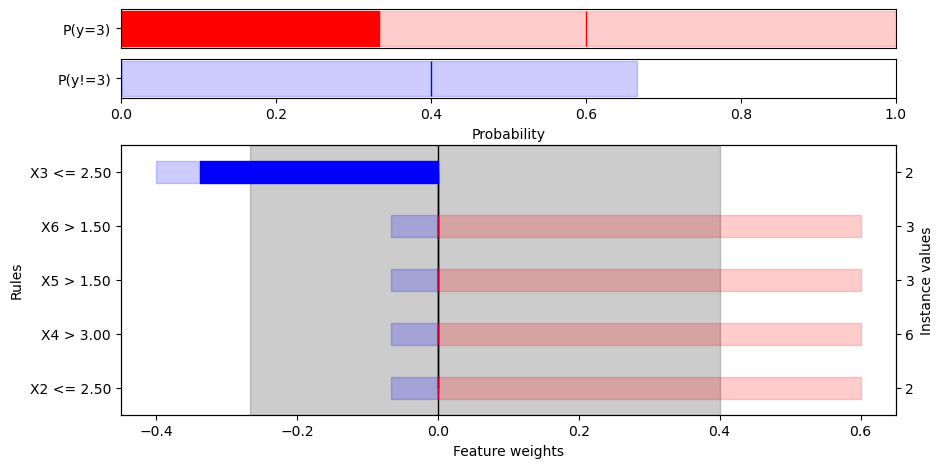 P(y=3)
P(y!=3)
0.0 0.2 0.4 0.6 0.8 1.0
Probability
X3 <= 2.50 2
X6 > 1.50 3
X5 > 1.50 3
X4 > 3.00 6
X2 <= 2.50 2
Rules
Instance values
−0.4 −0.2 0.0 0.2 0.4 0.6
Feature weights